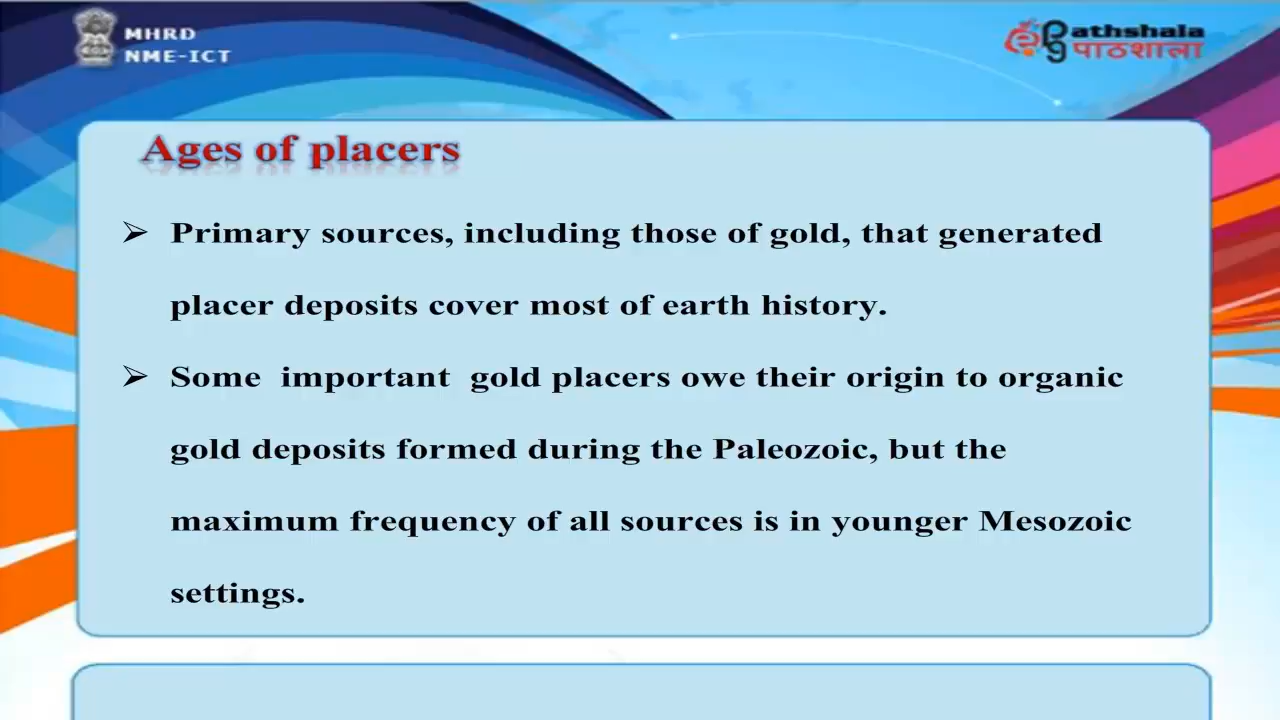 MHRD
NME-ICT
athshala
पाठशाला
Ages of placers
➢ Primary sources, including those of gold, that generated
placer deposits cover most of earth history.
➢ Some important gold placers owe their origin to organic
gold deposits formed during the Paleozoic, but the
maximum frequency of all sources is in younger Mesozoic
settings.